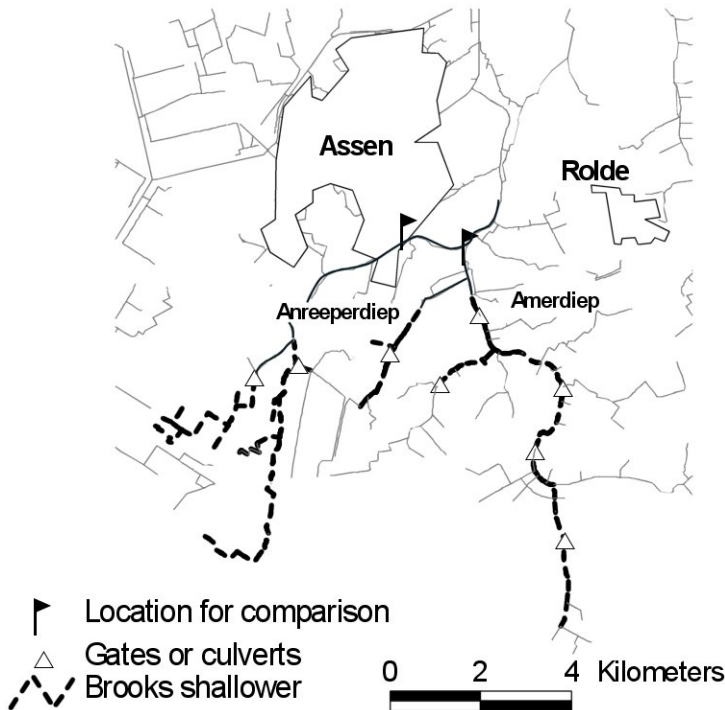 Assen
Rolde
Anreeperdiep
Amerdiep
Location for comparison
Gates or culverts
Brooks shallower
0 2 4 Kilometers